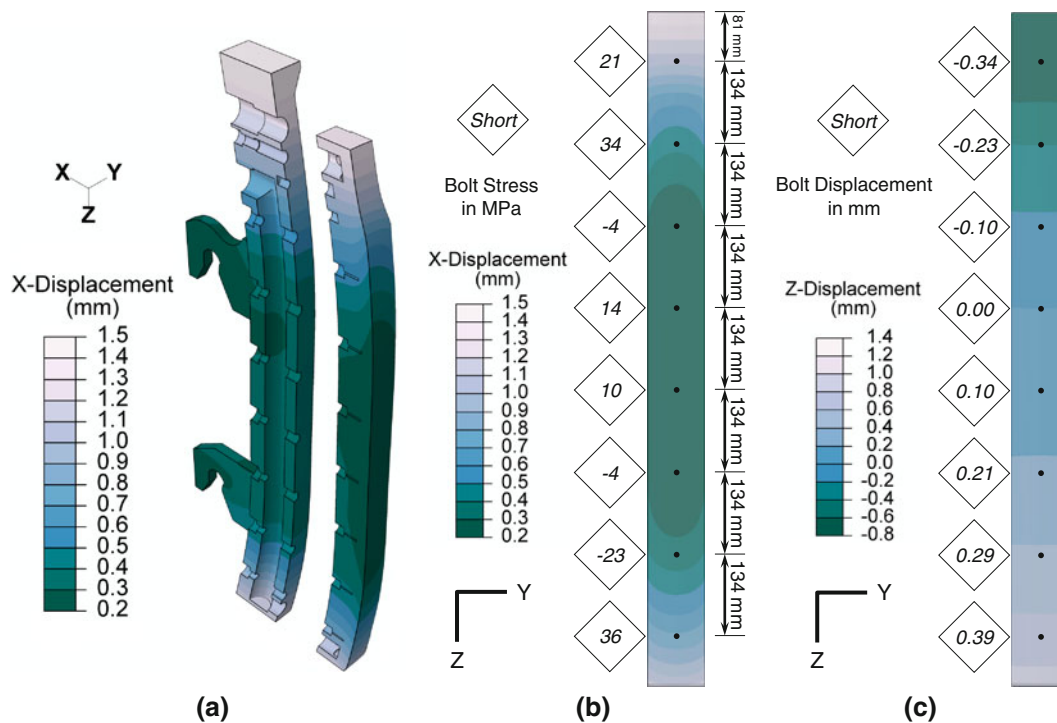 X
Y
Z
X-Displacement
(mm)
1.5
1.4
1.3
1.2
1.1
1.0
0.9
0.8
0.7
0.6
0.5
0.4
0.3
0.2
(a)
Short
Bolt Stress
in MPa
X-Displacement
(mm)
1.5
1.4
1.3
1.2
1.1
1.0
0.9
0.8
0.7
0.6
0.5
0.4
0.3
0.2
Y
Z
21
34
-4
14
10
-4
-23
36
81 mm
134 mm
134 mm
134 mm
134 mm
134 mm
134 mm
134 mm
(b)
Short
Bolt Displacement
in mm
Z-Displacement
(mm)
1.4
1.2
1.0
0.8
0.6
0.4
0.2
0.0
-0.2
-0.4
-0.6
-0.8
Y
Z
-0.34
-0.23
-0.10
0.00
0.10
0.21
0.29
0.39
(c)